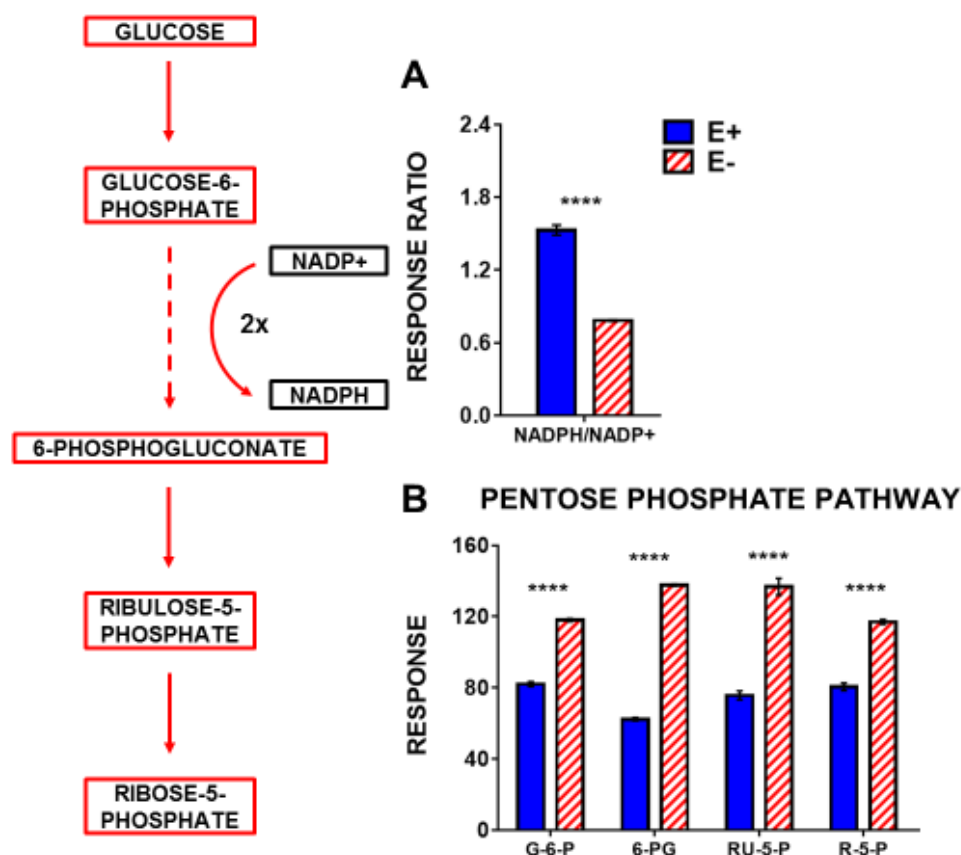 GLUCOSE
GLUCOSE-6-
PHOSPHATE
NADP+
2x
NADPH
6-PHOSPHOGLUCONATE
RIBULOSE-5-
PHOSPHATE
RIBOSE-5-
PHOSPHATE
A
E+
E-
RESPONSE RATIO
2.4
1.8
1.2
0.6
0.0
****
NADPH/NADP+
B PENTOSE PHOSPHATE PATHWAY
RESPONSE
160
120
80
40
0
**** **** **** ****
G-6-P 6-PG RU-5-P R-5-P